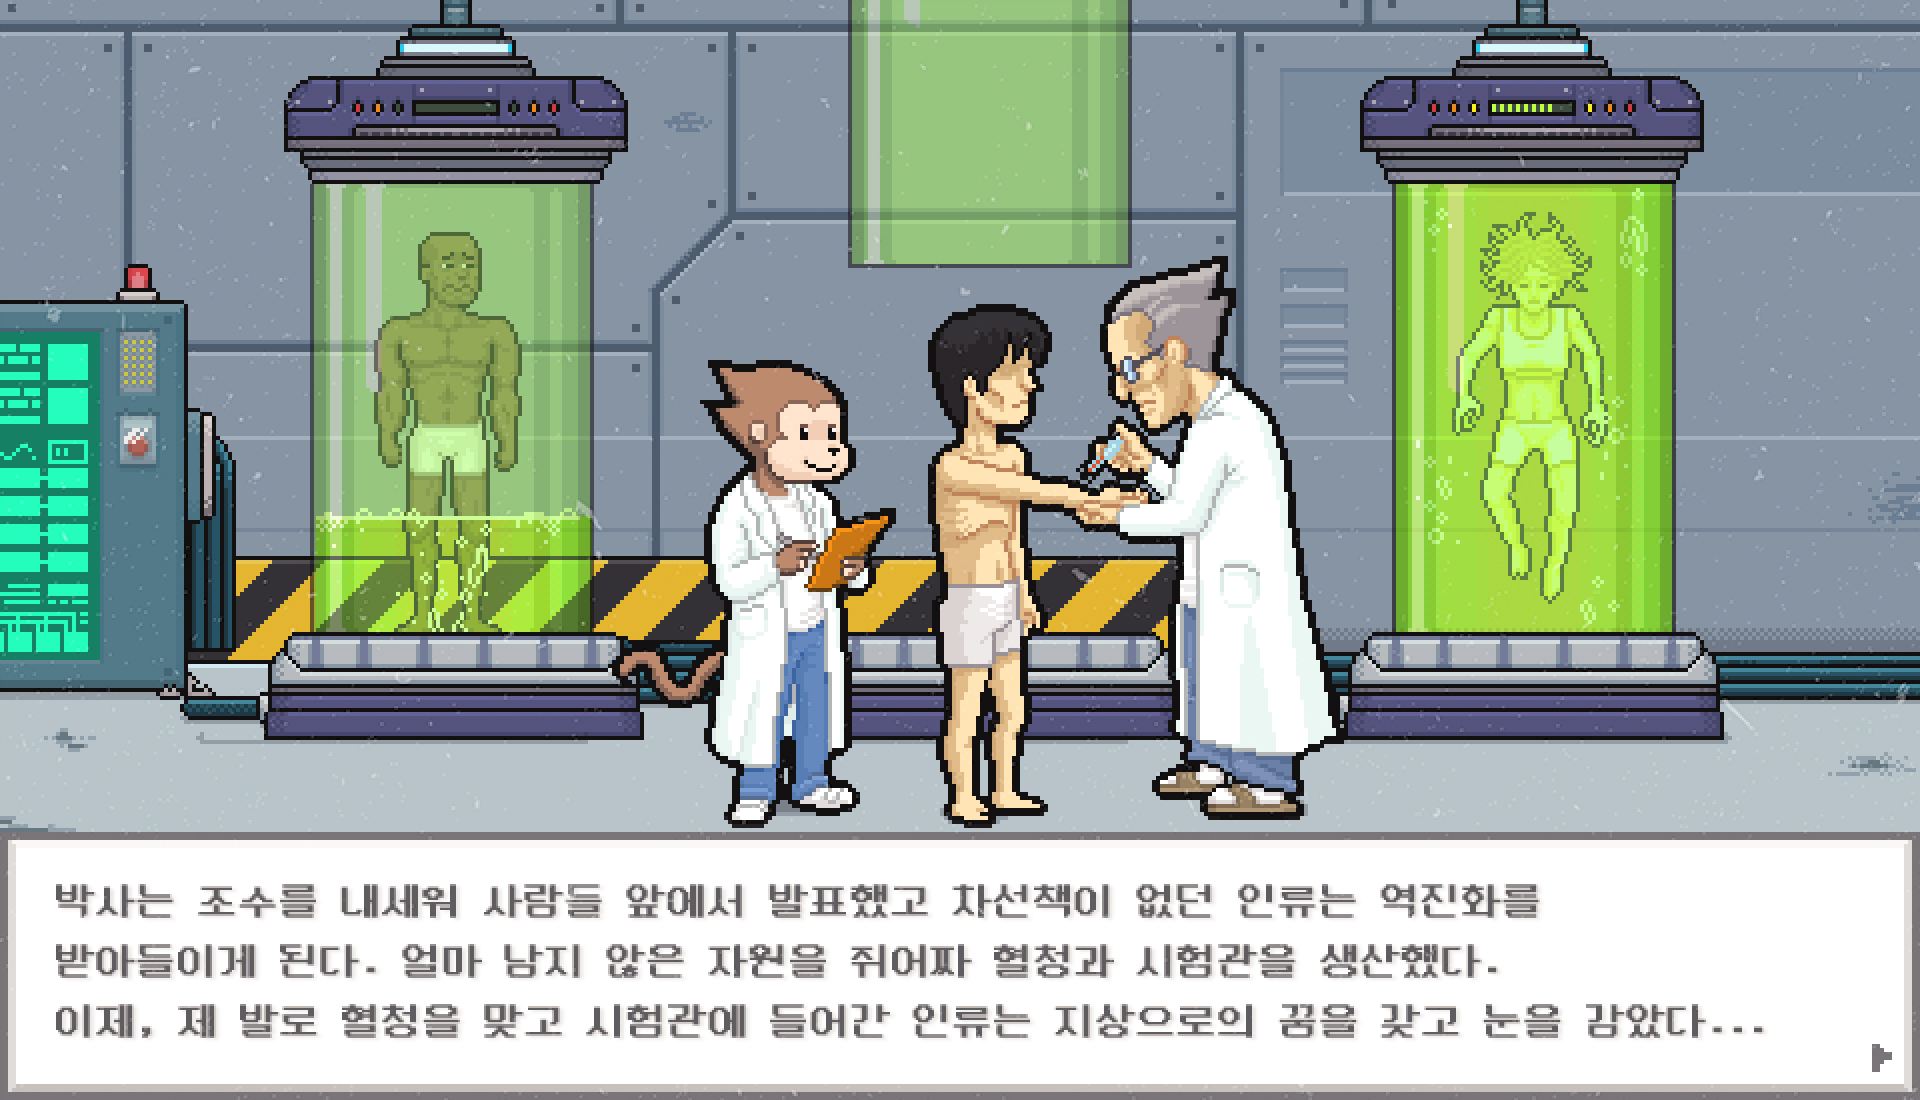 박사는 조수를 내세워 사람들 앞에서 발표했고 차선책이 없던 인류는 역진화를
받아들이게 된다. 얼마 남지 않은 자원을 쥐어짜 혈청과 시험관을 생산했다.
이제, 제 발로 혈청을 맞고 시험관에 들어간 인류는 지상으로의 꿈을 갖고 눈을 감았다...